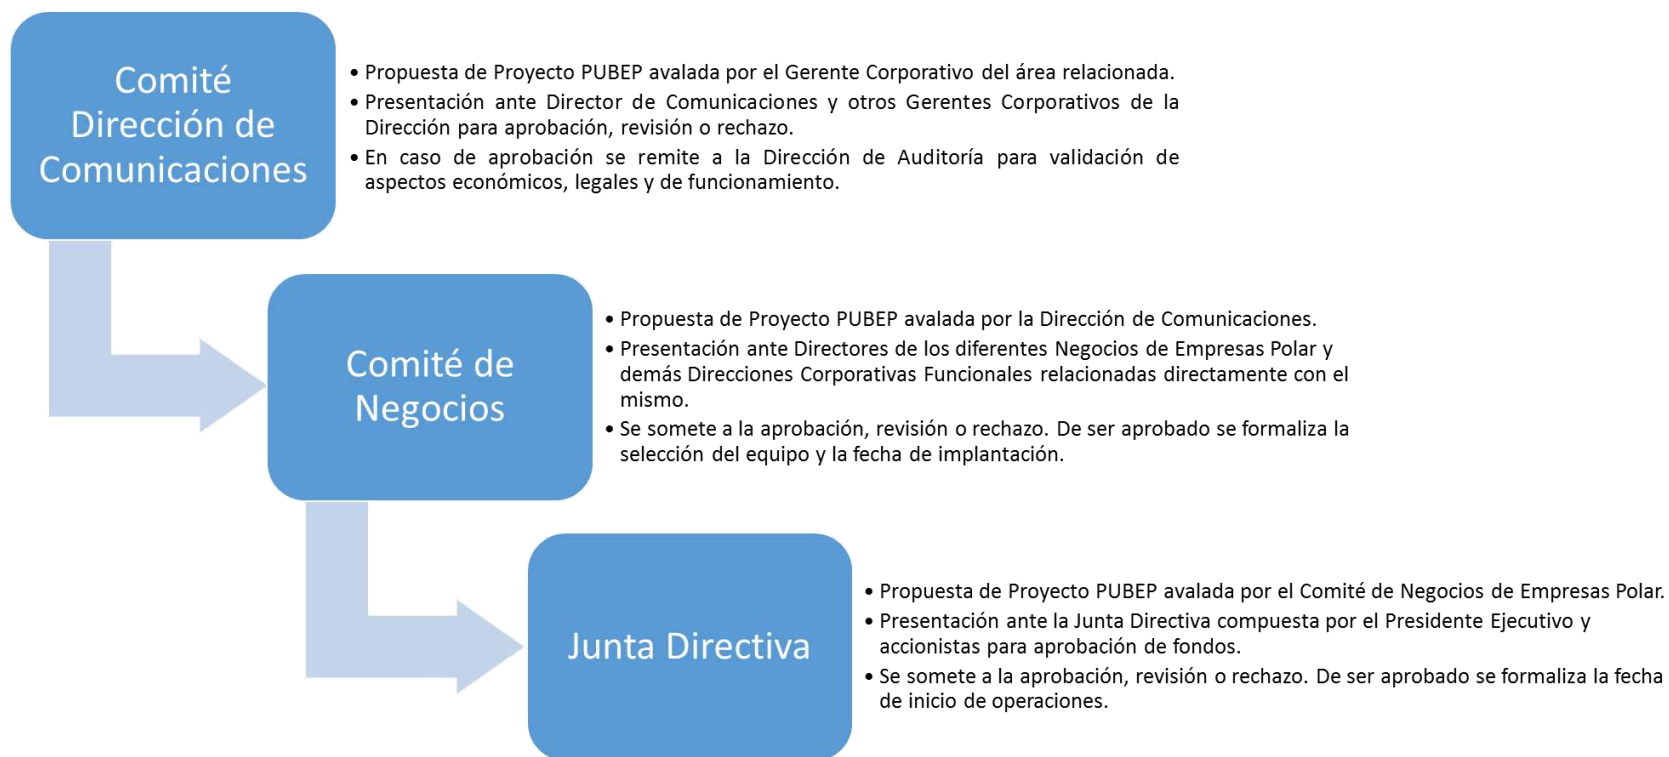 Comité
Dirección de
Comunicaciones
• Propuesta de Proyecto PUBEP avalada por el Gerente Corporativo del área relacionada.
• Presentación ante Director de Comunicaciones y otros Gerentes Corporativos de la
Dirección para aprobación, revisión o rechazo.
• En caso de aprobación se remite a la Dirección de Auditoría para validación de
aspectos económicos, legales y de funcionamiento.
Comité de
Negocios
• Propuesta de Proyecto PUBEP avalada por la Dirección de Comunicaciones.
• Presentación ante Directores de los diferentes Negocios de Empresas Polar y
demás Direcciones Corporativas Funcionales relacionadas directamente con el
mismo.
• Se somete a la aprobación, revisión o rechazo. De ser aprobado se formaliza la
selección del equipo y la fecha de implantación.
Junta Directiva
• Propuesta de Proyecto PUBEP avalada por el Comité de Negocios de Empresas Polar.
• Presentación ante la Junta Directiva compuesta por el Presidente Ejecutivo y
accionistas para aprobación de fondos.
• Se somete a la aprobación, revisión o rechazo. De ser aprobado se formaliza la fecha
de inicio de operaciones.